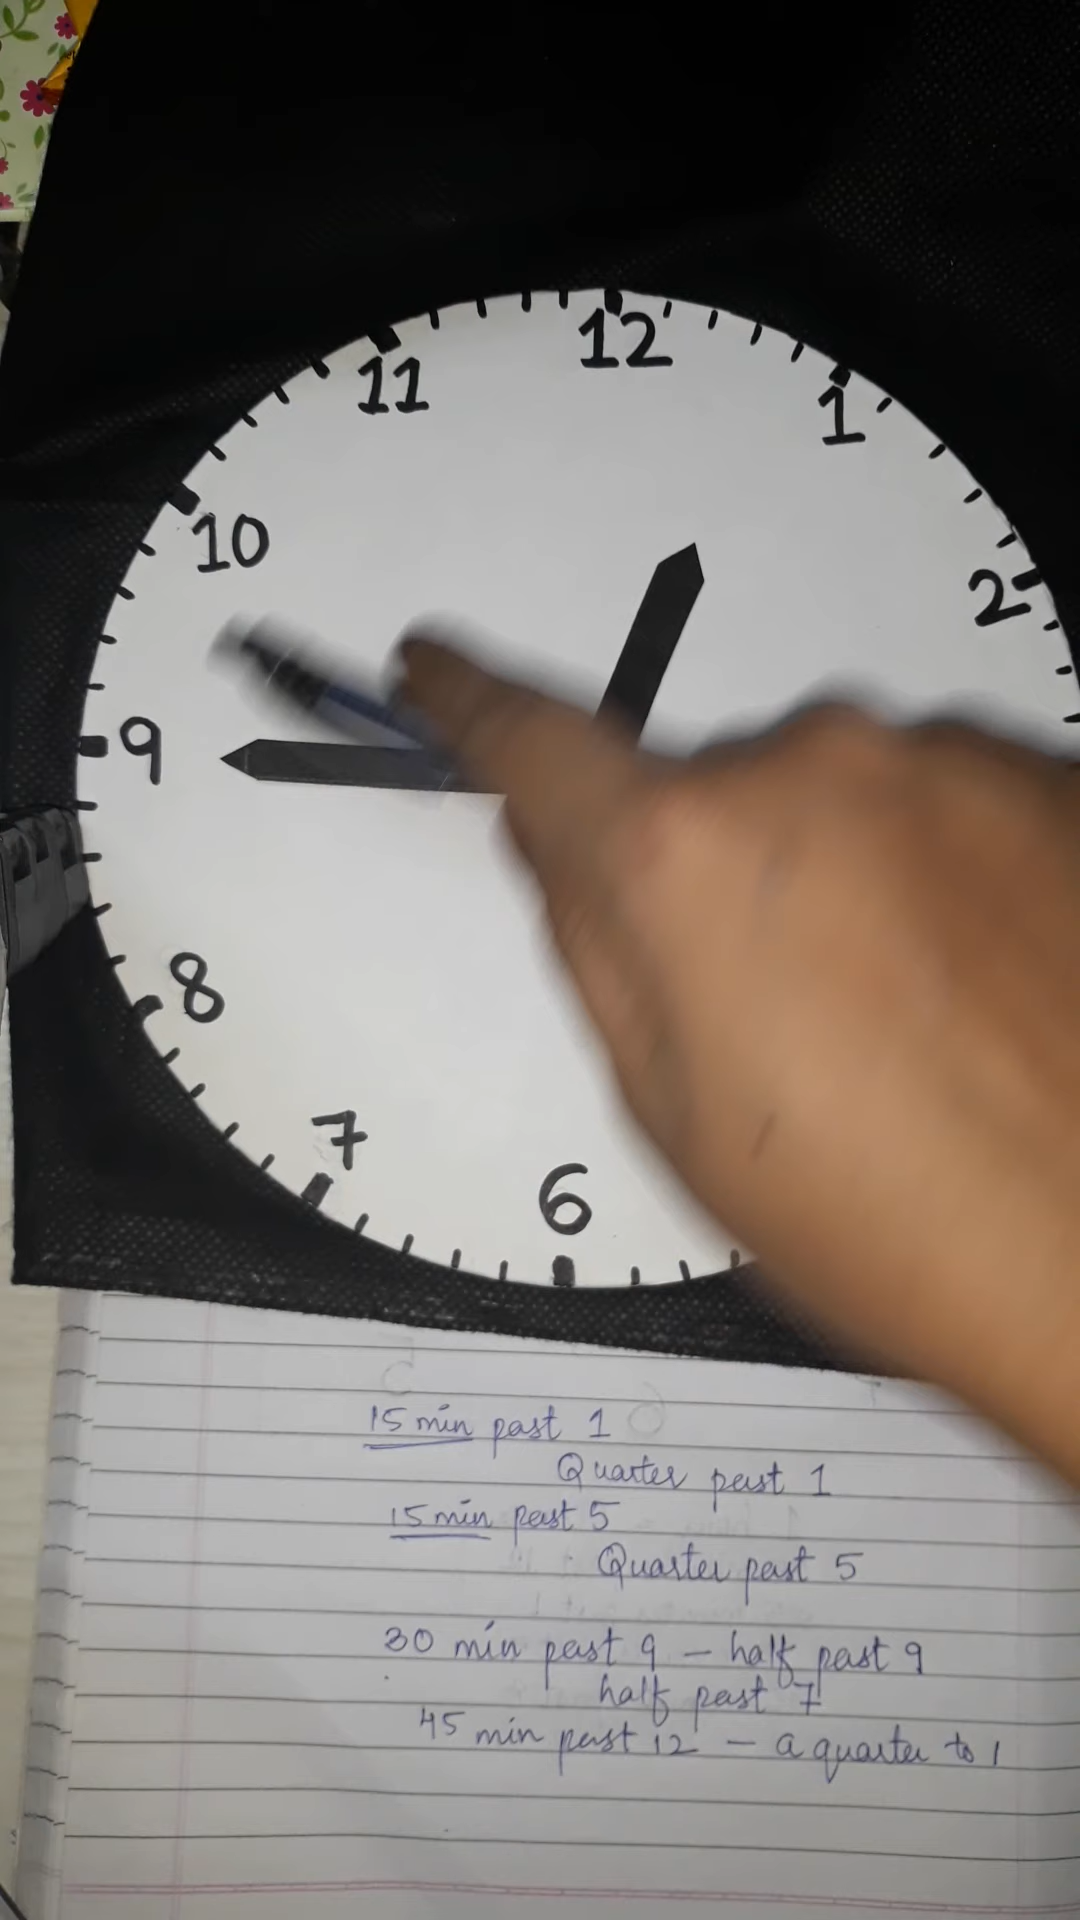 12
11
1
10
2
9
8
7
6
15 min past 1
Quarter past 1
15 min past 5
Quarter past 5
30 min past 9 – half past 9
half past 7
45 min past 12 – a quarter to 1